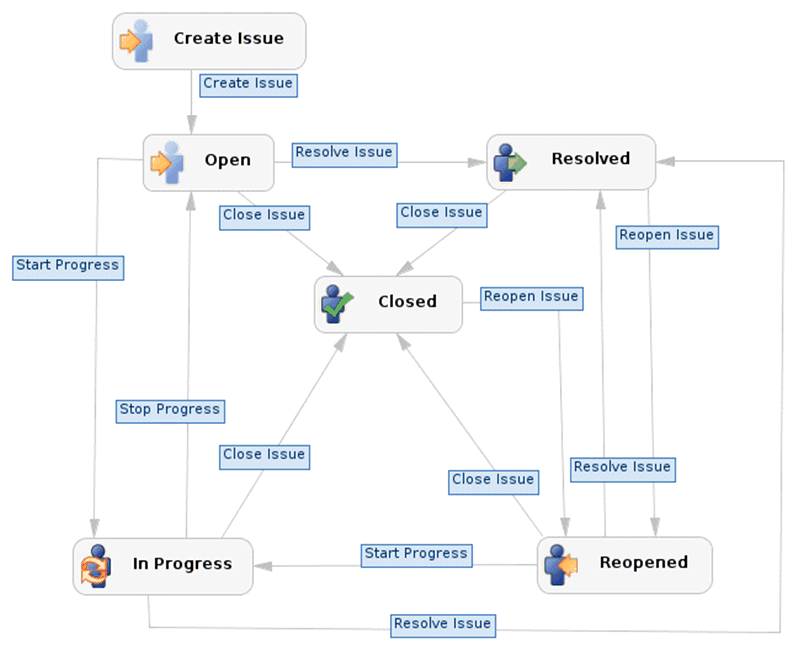 Create Issue
Create Issue
Open
Resolve Issue
Resolved
Close Issue
Close Issue
Reopen Issue
Start Progress
Closed
Reopen Issue
Stop Progress
Close Issue
Close Issue
Resolve Issue
In Progress
Start Progress
Reopened
Resolve Issue